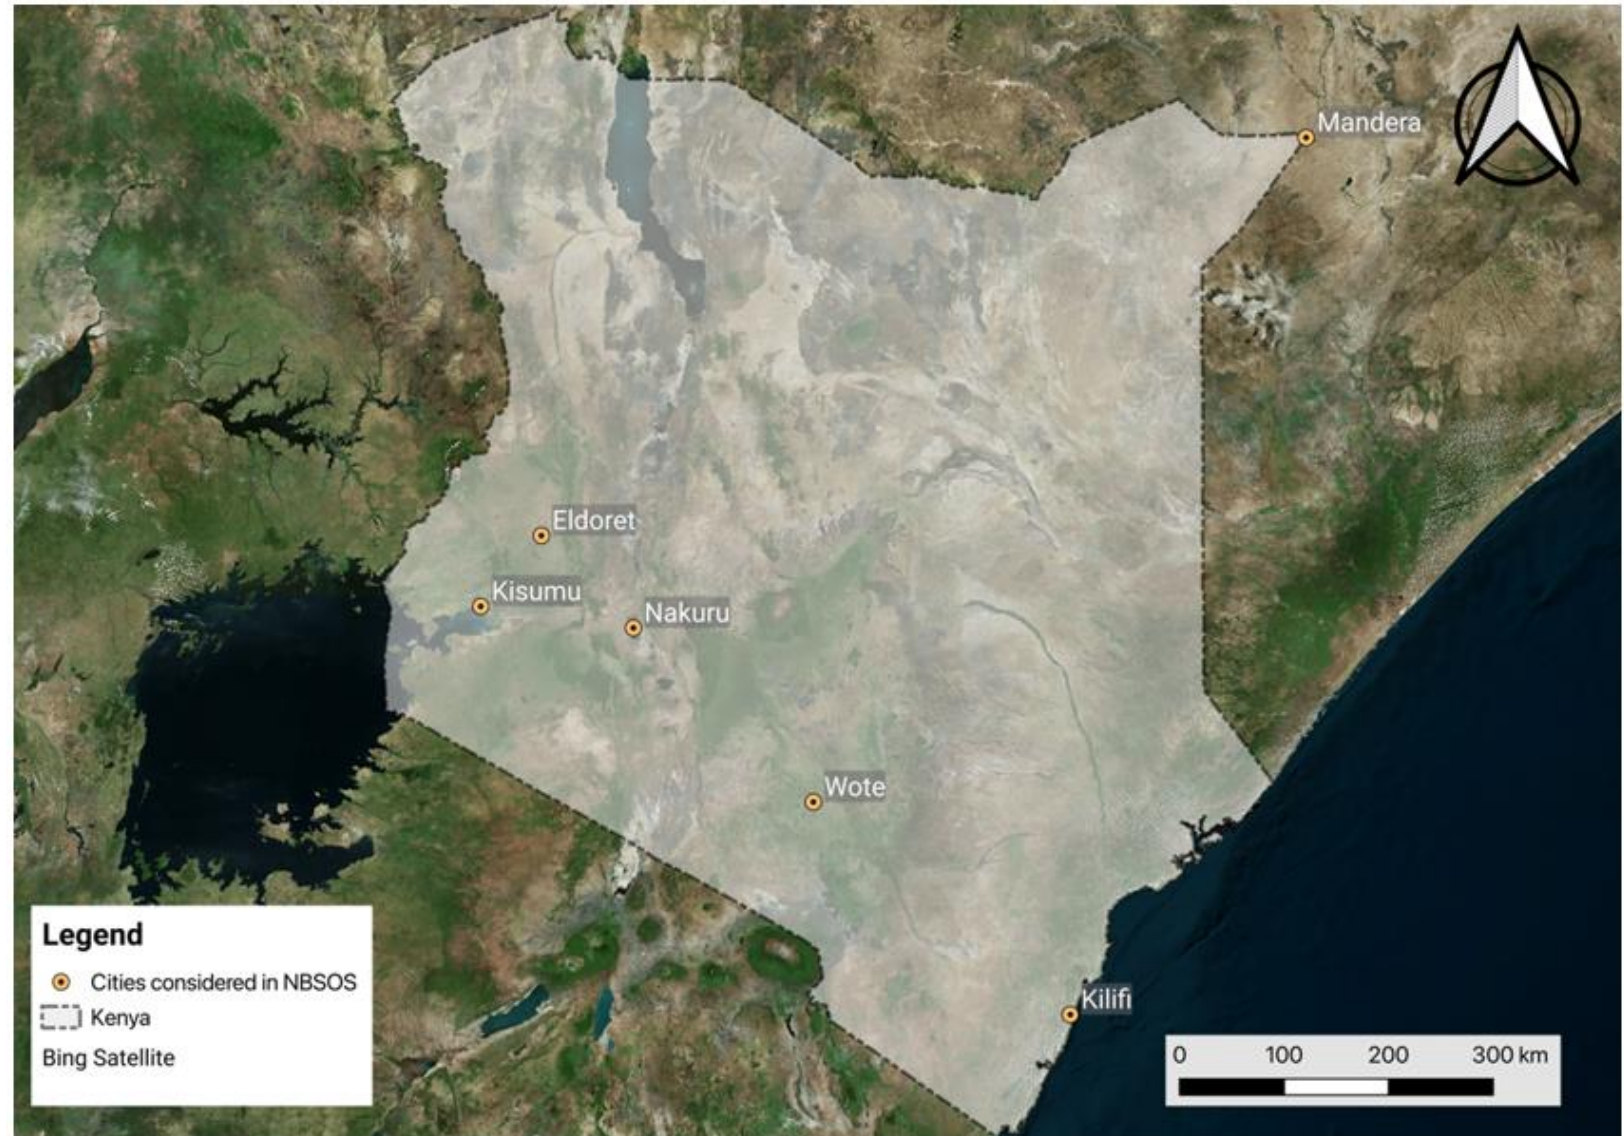 Mandera
Eldoret
Kisumu
Nakuru
Wote
Kilifi
Legend
Cities considered in NBSOS
Kenya
Bing Satellite
0 100 200 300 km